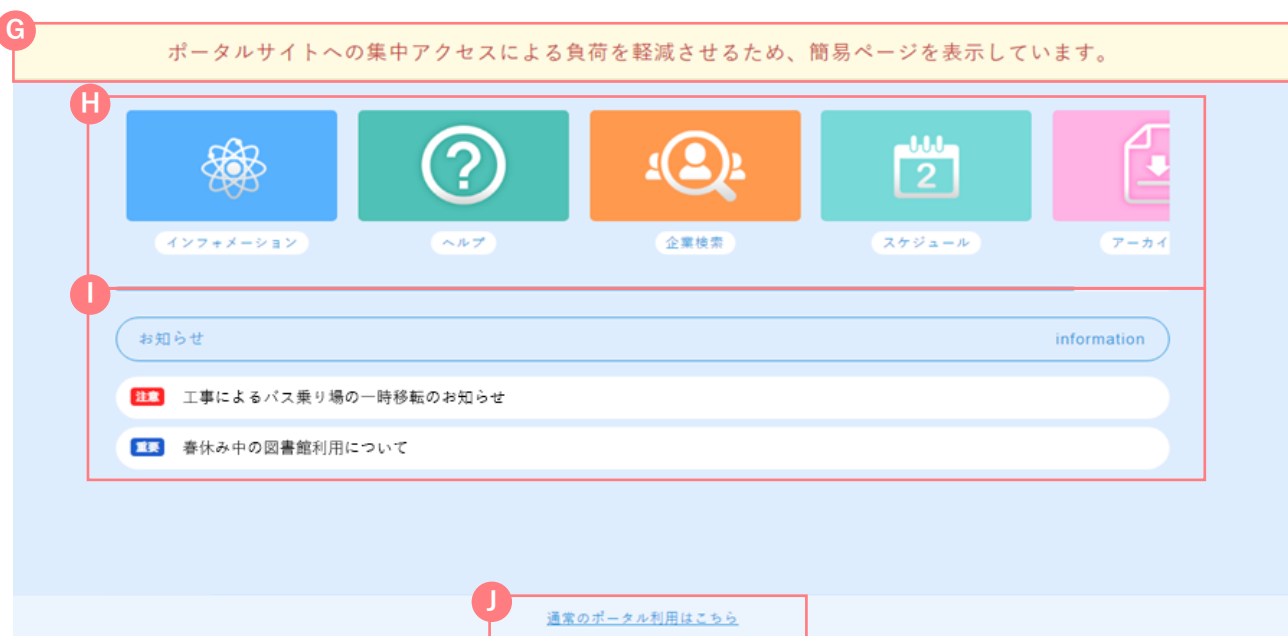 G
ポータルサイトへの集中アクセスによる負荷を軽減させるため、簡易ページを表示しています。
H
2
インフォメーション ヘルプ 企業検索 スケジュール アーカイ
I
お知らせ information
注意 工事によるバス乗り場の一時移転のお知らせ
重要 春休み中の図書館利用について
J
通常のポータル利用はこちら